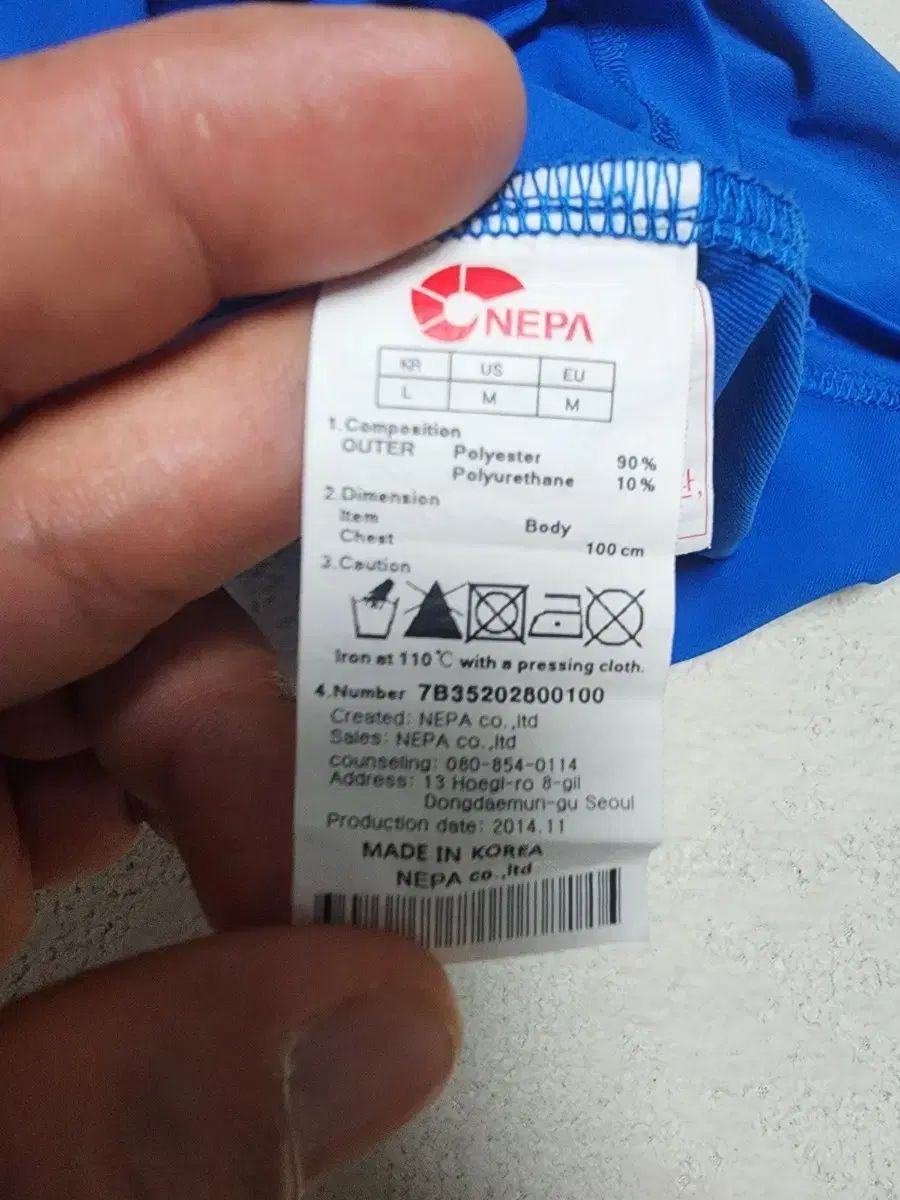 NEPA
KR US EU
L M M
1.Composition
OUTER Polyester 90%
Polyurethane 10%
2.Dimension
Item Body
Chest 100 cm
3.Caution
Iron at 110℃ with a pressing cloth.
4.Number 7B35202800100
Created: NEPA co.,ltd
Sales: NEPA co.,ltd
counseling: 080-854-0114
Address: 13 Hoegi-ro 8-gil
Dongdaemun-gu Seoul
Production date: 2014.11
MADE IN KOREA
NEPA co.,ltd